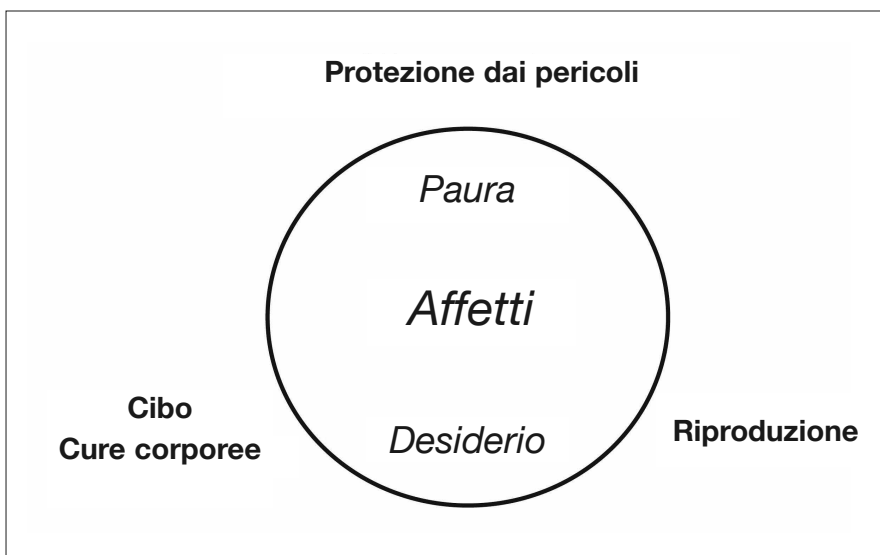 Protezione dai pericoli
Paura
Affetti
Cibo
Cure corporee
Desiderio
Riproduzione